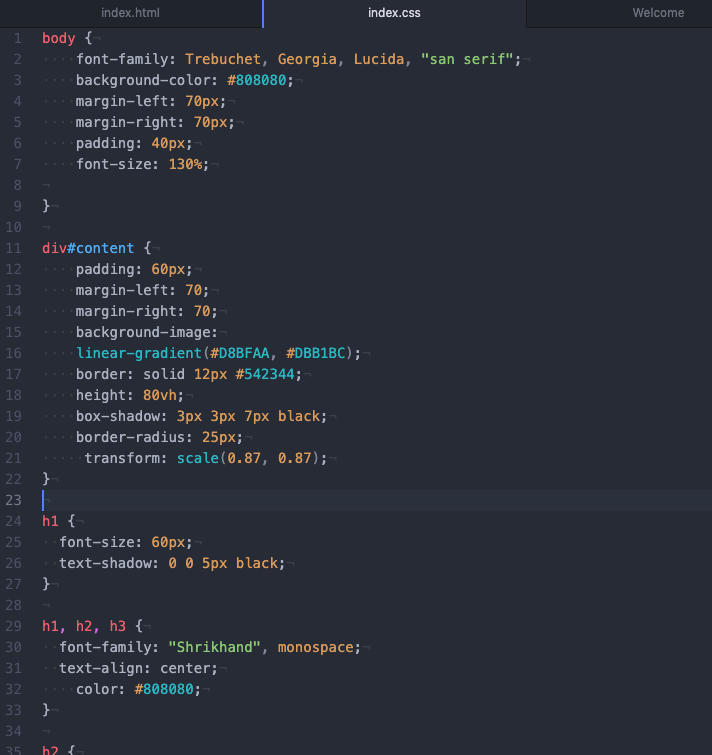 index.html index.css Welcome
1 body {
2     font-family: Trebuchet, Georgia, Lucida, "san serif";
3     background-color: #808080;
4     margin-left: 70px;
5     margin-right: 70px;
6     padding: 40px;
7     font-size: 130%;
8
9 }
10
11 div#content {
12     padding: 60px;
13     margin-left: 70;
14     margin-right: 70;
15     background-image:
16     linear-gradient(#D8BFAA, #DBB1BC);
17     border: solid 12px #542344;
18     height: 80vh;
19     box-shadow: 3px 3px 7px black;
20     border-radius: 25px;
21      transform: scale(0.87, 0.87);
22 }
23
24 h1 {
25   font-size: 60px;
26   text-shadow: 0 0 5px black;
27 }
28
29 h1, h2, h3 {
30   font-family: "Shrikhand", monospace;
31   text-align: center;
32     color: #808080;
33 }
34
35 h2 {